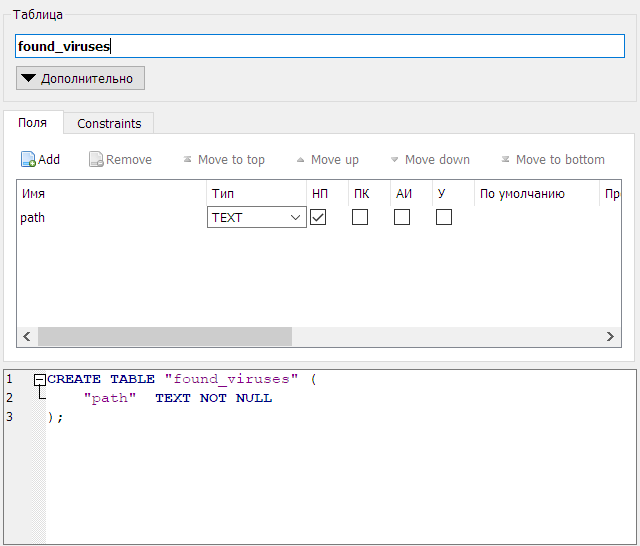 Таблица
found_viruses
Дополнительно
Поля Constraints
Add Remove Move to top Move up Move down Move to bottom
Имя Тип НП ПК АИ У По умолчанию Пр
path TEXT
1 CREATE TABLE "found_viruses" (
2 "path" TEXT NOT NULL
3 );